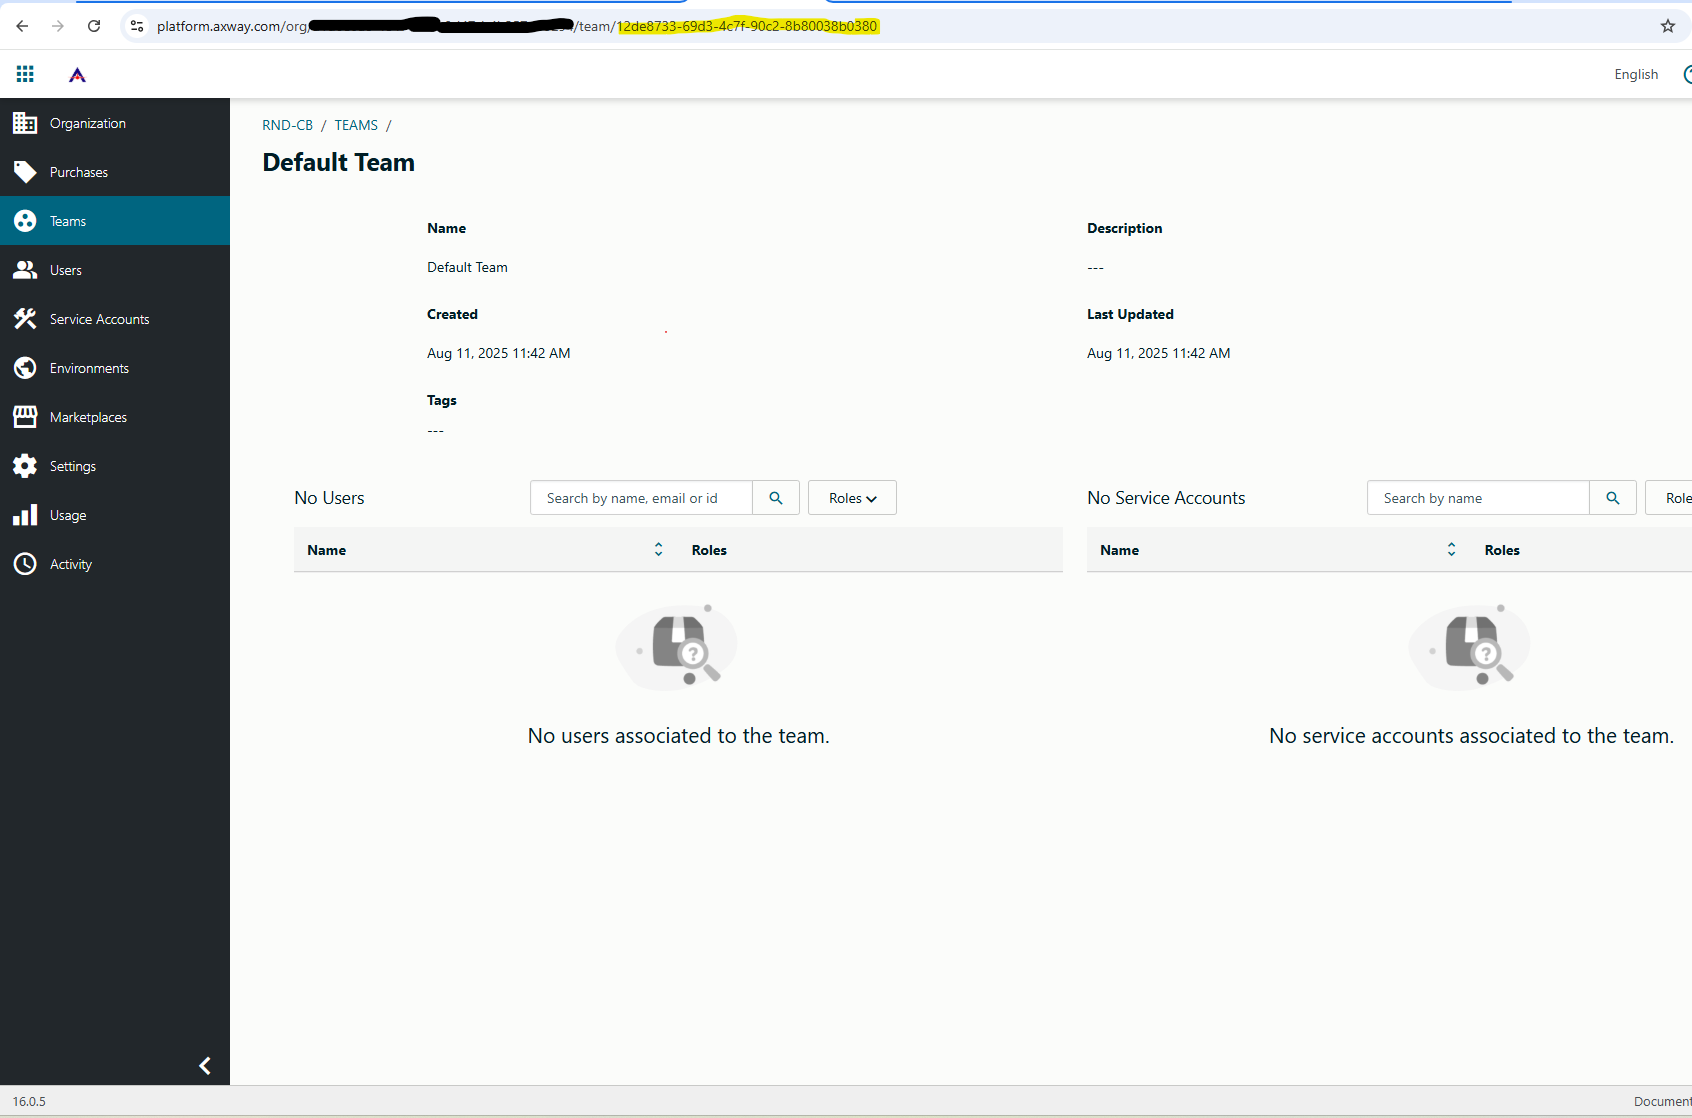 platform.axway.com/org/ /team/12de8733-69d3-4c7f-90c2-8b80038b0380
English
Organization
Purchases
Teams
Users
Service Accounts
Environments
Marketplaces
Settings
Usage
Activity
RND-CB / TEAMS /
Default Team
Name
Default Team
Description
---
Created
Aug 11, 2025 11:42 AM
Last Updated
Aug 11, 2025 11:42 AM
Tags
---
No Users
Search by name, email or id
Roles
Name
Roles
No users associated to the team.
No Service Accounts
Search by name
Role
Name
Roles
No service accounts associated to the team.
16.0.5
Document